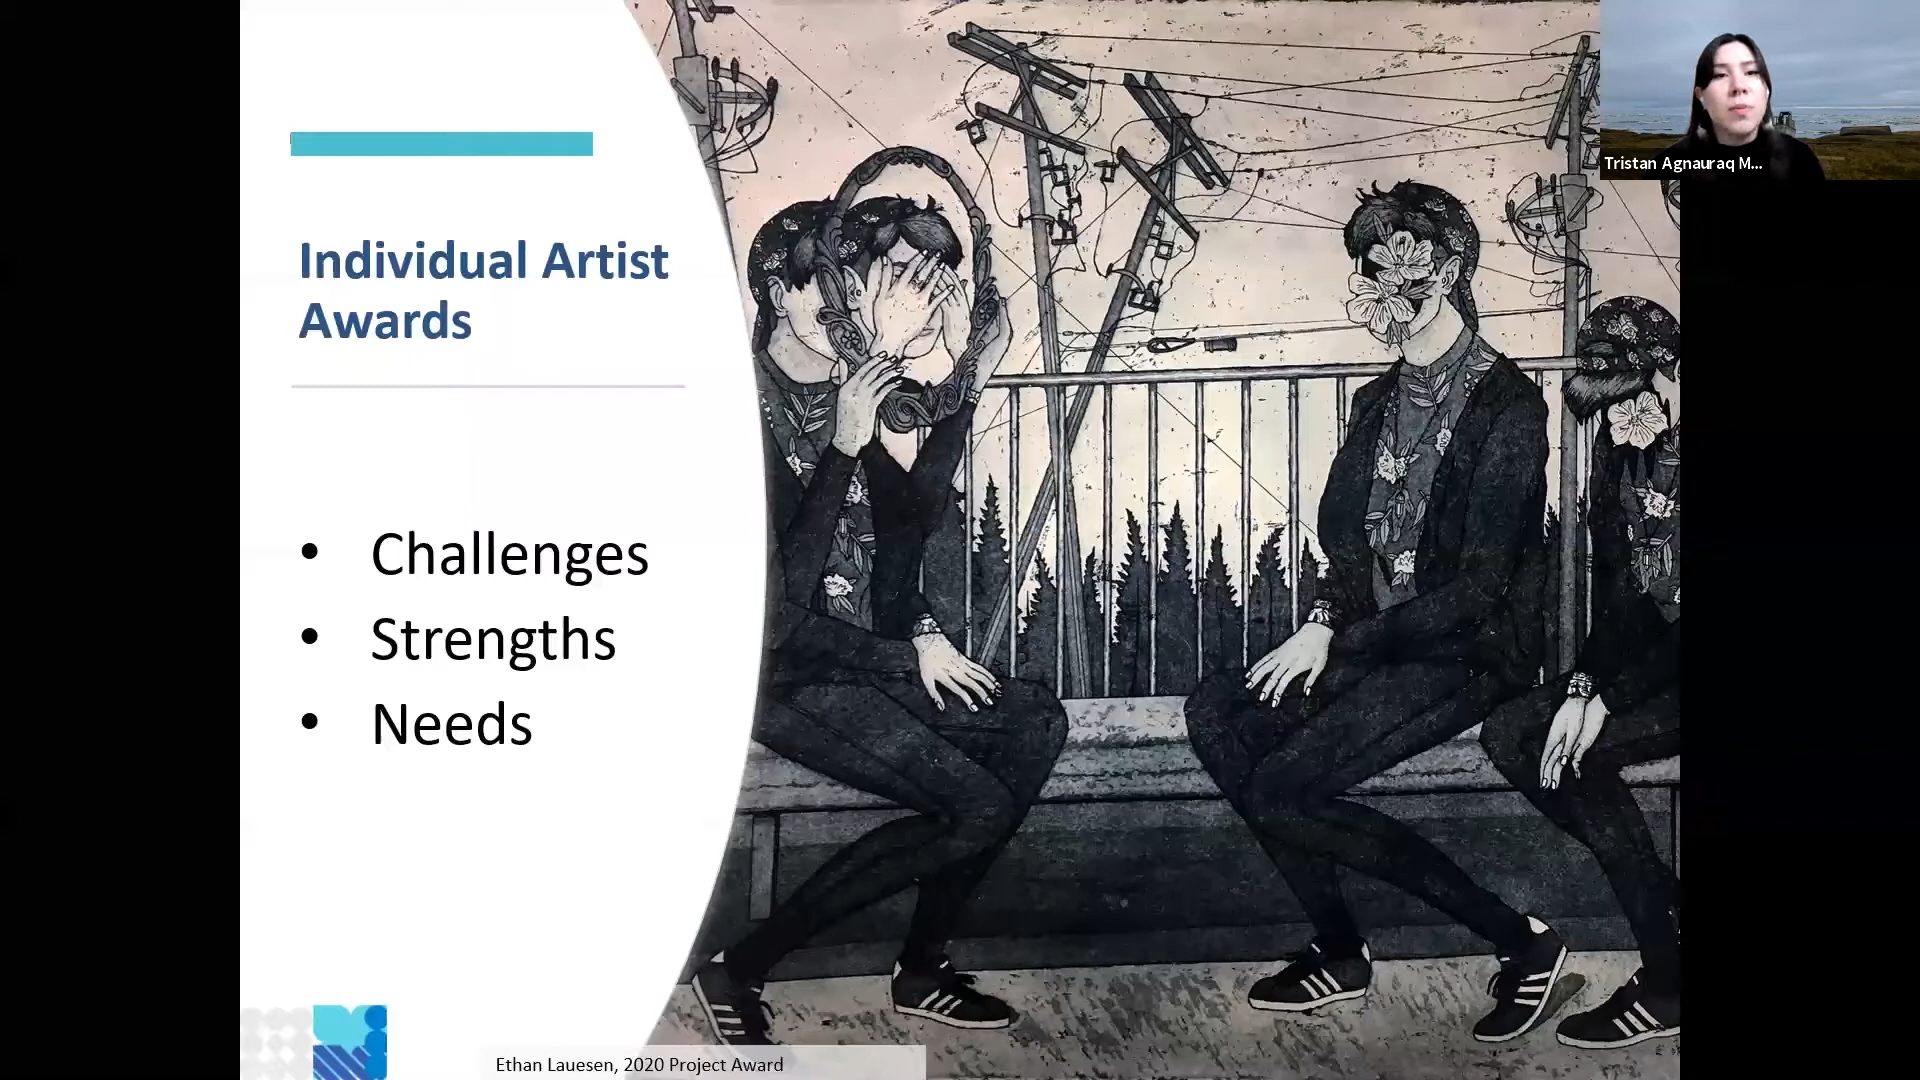 Individual Artist
Awards
• Challenges
• Strengths
• Needs
Ethan Lauesen, 2020 Project Award
Tristan Agnauraq M...